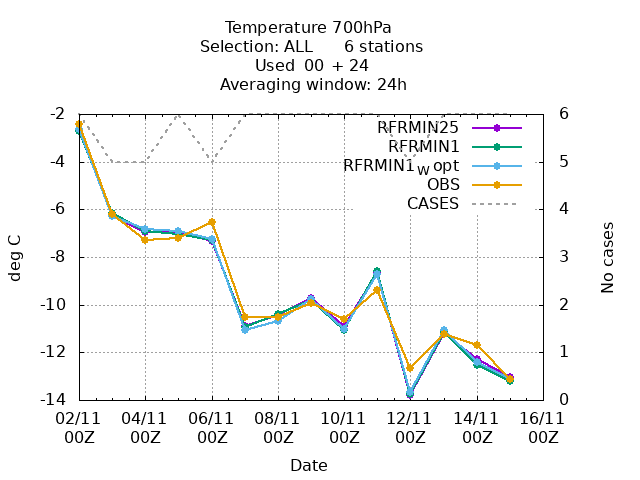 Temperature 700hPa
Selection: ALL 6 stations
Used 00 + 24
Averaging window: 24h
-2
-4
-6
-8
-10
-12
-14
6
5
4
3
2
1
0
RFRMIN25
RFRMIN1
RFRMIN1_W opt
OBS
CASES
deg C
No cases
02/11 04/11 06/11 08/11 10/11 12/11 14/11 16/11
00Z 00Z 00Z 00Z 00Z 00Z 00Z 00Z
Date